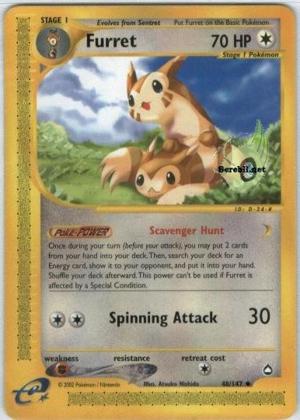 STAGE 1
Evolves from Sentret
Put Furret on the Basic Pokémon
Furret
70 HP
Stage 1 Pokémon
Serebii.net
Poké-POWER
Scavenger Hunt
Once during your turn (before your attack), you may put 2 cards
from your hand into your deck. Then, search your deck for an
Energy card, show it to your opponent, and put it into your hand.
Shuffle your deck afterward. This power can't be used if Furret is
affected by a Special Condition.
Spinning Attack
30
weakness
resistance
retreat cost
©2002 Pokémon / Nintendo
Illus. Atsuko Nishida
48/147
e